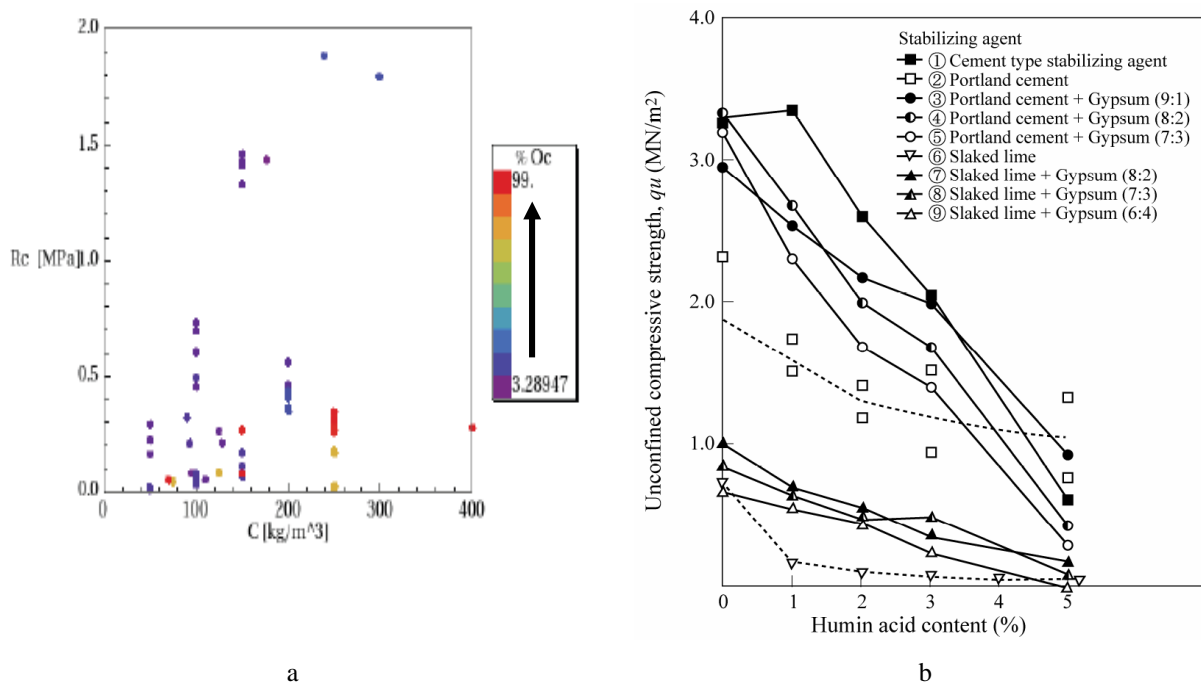 2.0
1.5
Rc [MPa]
1.0
0.5
0.0
0 100 200 300 400
C [kg/m^3]
% Oc
99.
3.28947
a
Unconfined compressive strength, qu (MN/m²)
Stabilizing agent
① Cement type stabilizing agent
② Portland cement
③ Portland cement + Gypsum (9:1)
④ Portland cement + Gypsum (8:2)
⑤ Portland cement + Gypsum (7:3)
⑥ Slaked lime
⑦ Slaked lime + Gypsum (8:2)
⑧ Slaked lime + Gypsum (7:3)
⑨ Slaked lime + Gypsum (6:4)
4.0
3.0
2.0
1.0
0 1 2 3 4 5
Humin acid content (%)
b